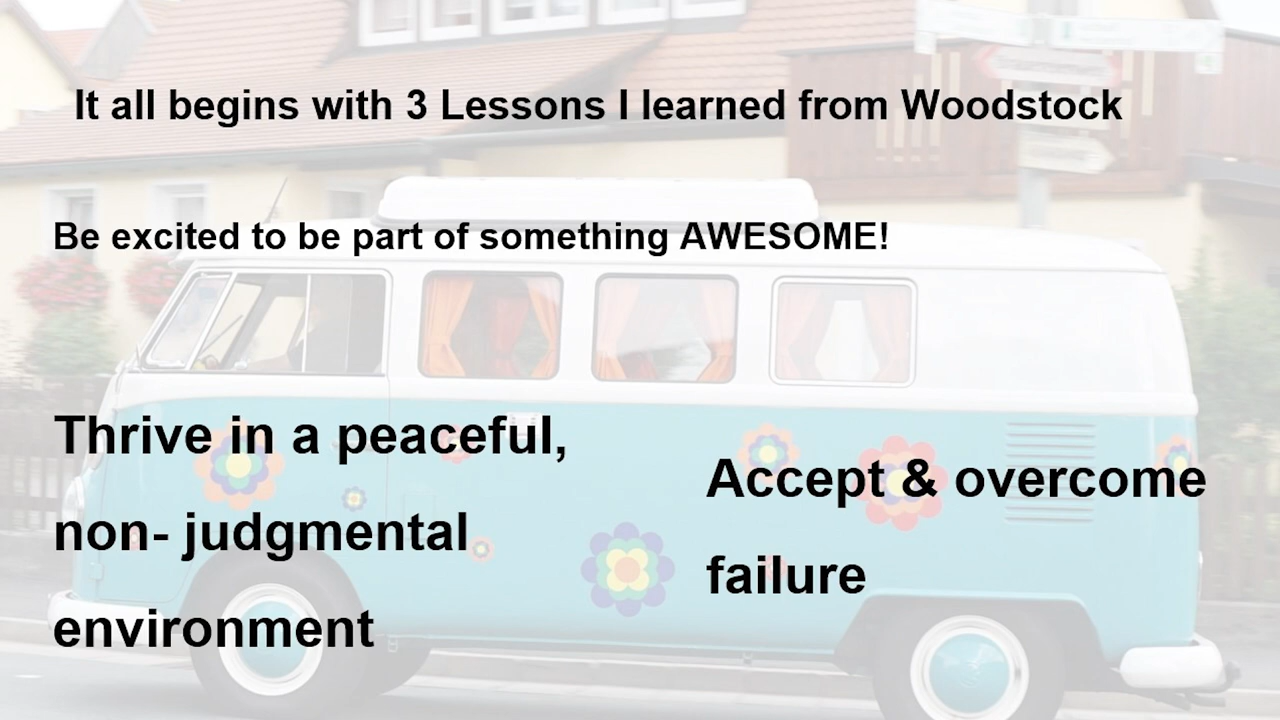 It all begins with 3 Lessons I learned from Woodstock
Be excited to be part of something AWESOME!
Thrive in a peaceful,
non- judgmental
environment
Accept & overcome
failure